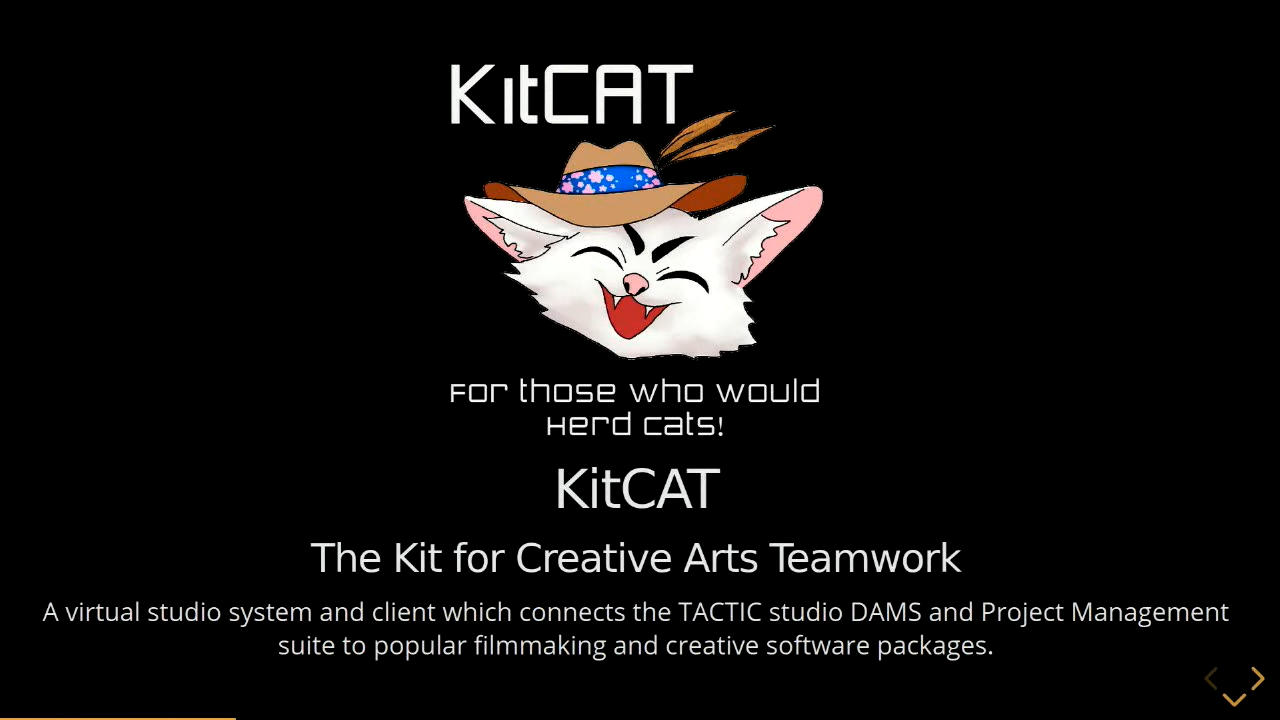 KitCAT
For those who would
Herd cats!
KitCAT
The Kit for Creative Arts Teamwork
A virtual studio system and client which connects the TACTIC studio DAMS and Project Management
suite to popular filmmaking and creative software packages.